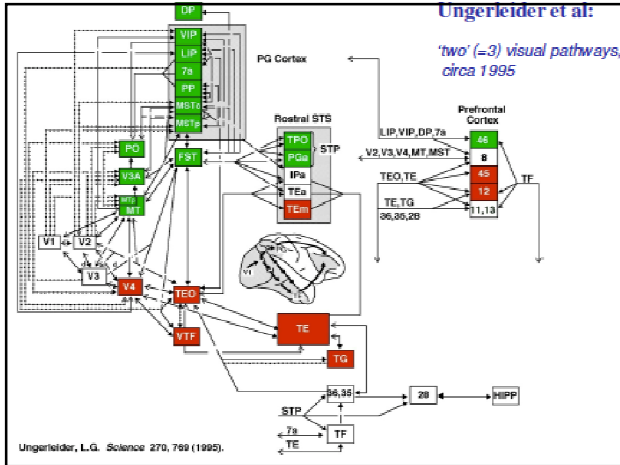 Ungerleider et al:
'two' (=3) visual pathways,
circa 1995
DP
VIP
LIP
7a
PP
MSTd
MSTp
PG Cortex
PO
V3A
MTp
MT
FST
V1
V2
V3
V4
TEO
VTF
Rostral STS
TPO
PGa
IPa
TEa
TEm
STP
V1
TE
TG
36,35
28
HIPP
STP
7a
TE
TF
Prefrontal
Cortex
LIP,VIP,DP,7a
V2,V3,V4,MT,MST
TEO,TE
TE,TG
36,35,28
46
8
45
12
11,13
TF
Ungerleider, L.G. Science 270, 769 (1995).